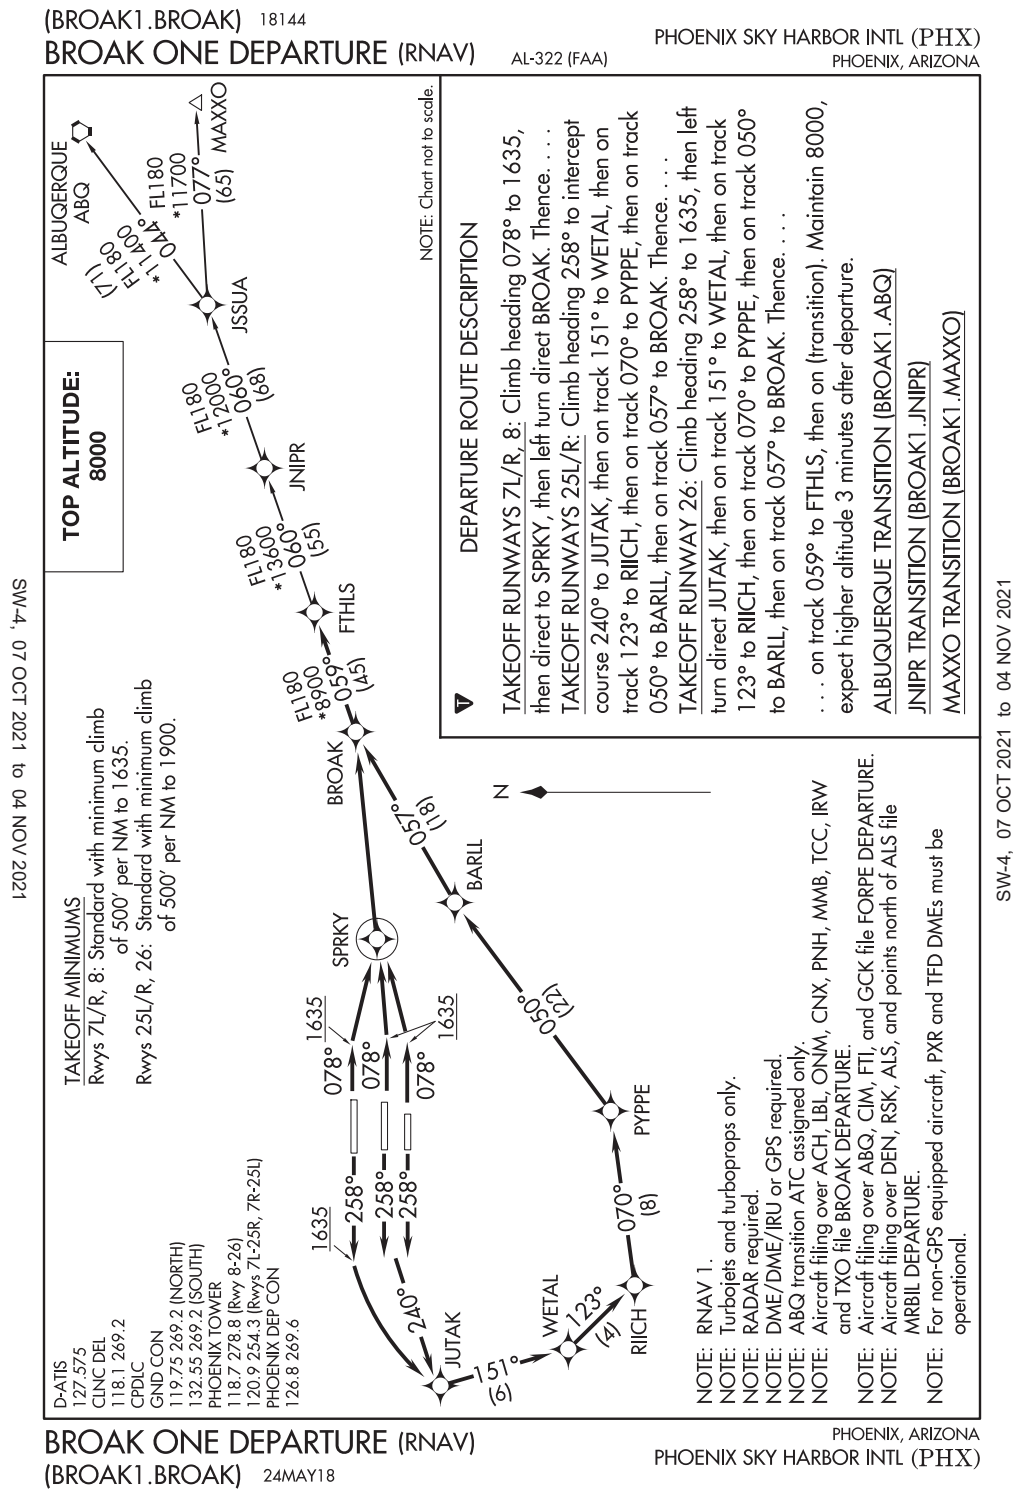 (BROAK1.BROAK) 18144
BROAK ONE DEPARTURE (RNAV)
AL-322 (FAA)
PHOENIX SKY HARBOR INTL (PHX)
PHOENIX, ARIZONA
SW-4, 07 OCT 2021 to 04 NOV 2021
D-ATIS
127.575
CLNC DEL
118.1 269.2
CPDLC
GND CON
119.75 269.2 (NORTH)
132.55 269.2 (SOUTH)
PHOENIX TOWER
118.7 278.8 (Rwy 8-26)
120.9 254.3 (Rwys 7L-25R, 7R-25L)
PHOENIX DEP CON
126.8 269.6
TAKEOFF MINIMUMS
Rwys 7L/R, 8: Standard with minimum climb
of 500' per NM to 1635.
Rwys 25L/R, 26: Standard with minimum climb
of 500' per NM to 1900.
TOP ALTITUDE:
8000
ALBUQUERQUE
ABQ
MAXXO
FL180
*11400
044°
(71)
FL180
*11700
077°
(65)
JSSUA
FL180
*12000
060°
(68)
JNIPR
FL180
*13600
060°
(55)
FTHLS
FL180
*8900
059°
(45)
BROAK
057°
(18)
BARLL
SPRKY
1635
1635
078°
078°
078°
050°
(22)
PYPPE
1635
258°
258°
258°
240°
070°
(8)
JUTAK
151°
(6)
WETAL
123°
(4)
RIICH
N
NOTE: Chart not to scale.
NOTE: RNAV 1.
NOTE: Turbojets and turboprops only.
NOTE: RADAR required.
NOTE: DME/DME/IRU or GPS required.
NOTE: ABQ transition ATC assigned only.
NOTE: Aircraft filing over ACH, LBL, ONM, CNX, PNH, MMB, TCC, IRW
and TXO file BROAK DEPARTURE.
NOTE: Aircraft filing over ABQ, CIM, FTI, and GCK file FORPE DEPARTURE.
NOTE: Aircraft filing over DEN, RSK, ALS, and points north of ALS file
MRBIL DEPARTURE.
NOTE: For non-GPS equipped aircraft, PXR and TFD DMEs must be
operational.
T
DEPARTURE ROUTE DESCRIPTION
TAKEOFF RUNWAYS 7L/R, 8: Climb heading 078° to 1635,
then direct to SPRKY, then left turn direct BROAK. Thence. . . .
TAKEOFF RUNWAYS 25L/R: Climb heading 258° to intercept
course 240° to JUTAK, then on track 151° to WETAL, then on
track 123° to RIICH, then on track 070° to PYPPE, then on track
050° to BARLL, then on track 057° to BROAK. Thence. . . .
TAKEOFF RUNWAY 26: Climb heading 258° to 1635, then left
turn direct JUTAK, then on track 151° to WETAL, then on track
123° to RIICH, then on track 070° to PYPPE, then on track 050°
to BARLL, then on track 057° to BROAK. Thence. . . .
. . . on track 059° to FTHLS, then on (transition). Maintain 8000,
expect higher altitude 3 minutes after departure.
ALBUQUERQUE TRANSITION (BROAK1.ABQ)
JNIPR TRANSITION (BROAK1.JNIPR)
MAXXO TRANSITION (BROAK1.MAXXO)
SW-4, 07 OCT 2021 to 04 NOV 2021
BROAK ONE DEPARTURE (RNAV)
(BROAK1.BROAK) 24MAY18
PHOENIX, ARIZONA
PHOENIX SKY HARBOR INTL (PHX)